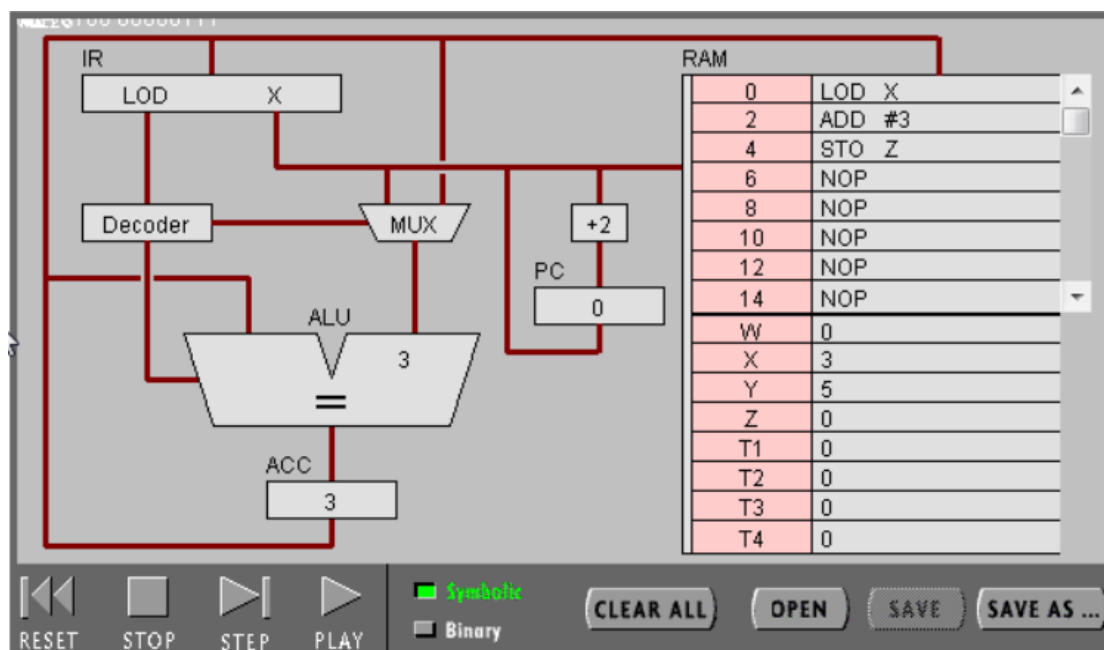 IR
LOD X
Decoder
MUX
+2
PC
0
ALU
3
=
ACC
3
RAM
0 LOD X
2 ADD #3
4 STO Z
6 NOP
8 NOP
10 NOP
12 NOP
14 NOP
W 0
X 3
Y 5
Z 0
T1 0
T2 0
T3 0
T4 0
RESET STOP STEP PLAY
Symbolic
Binary
CLEAR ALL OPEN SAVE SAVE AS ...